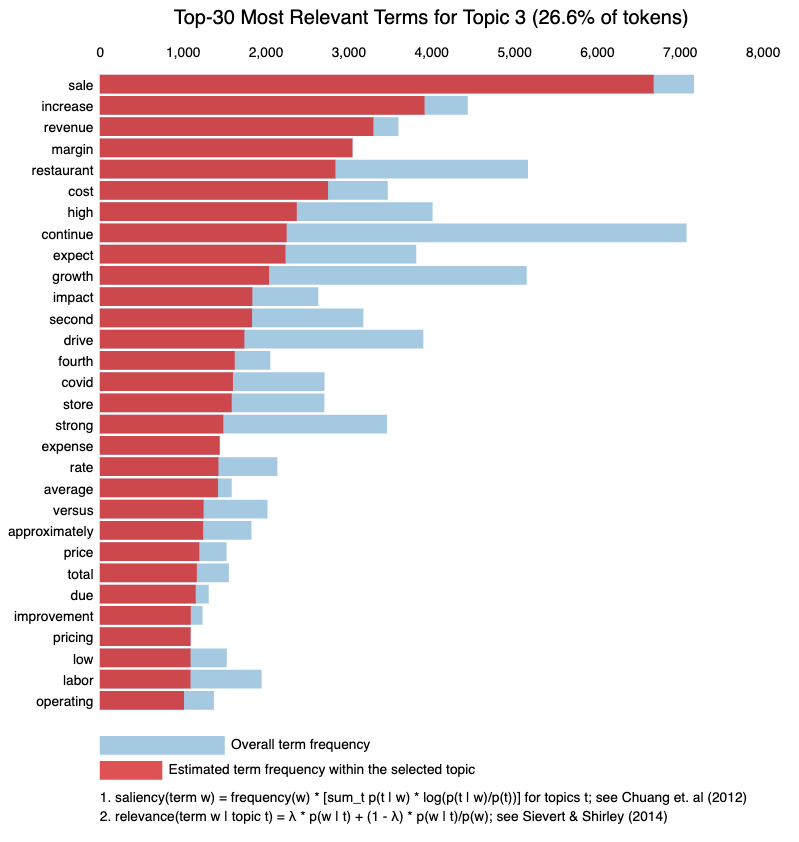 Top-30 Most Relevant Terms for Topic 3 (26.6% of tokens)
0 1,000 2,000 3,000 4,000 5,000 6,000 7,000 8,000
sale
increase
revenue
margin
restaurant
cost
high
continue
expect
growth
impact
second
drive
fourth
covid
store
strong
expense
rate
average
versus
approximately
price
total
due
improvement
pricing
low
labor
operating
Overall term frequency
Estimated term frequency within the selected topic
1. saliency(term w) = frequency(w) * [sum_t p(t | w) * log(p(t | w)/p(t))] for topics t; see Chuang et. al (2012)
2. relevance(term w | topic t) = λ * p(w | t) + (1 - λ) * p(w | t)/p(w); see Sievert & Shirley (2014)